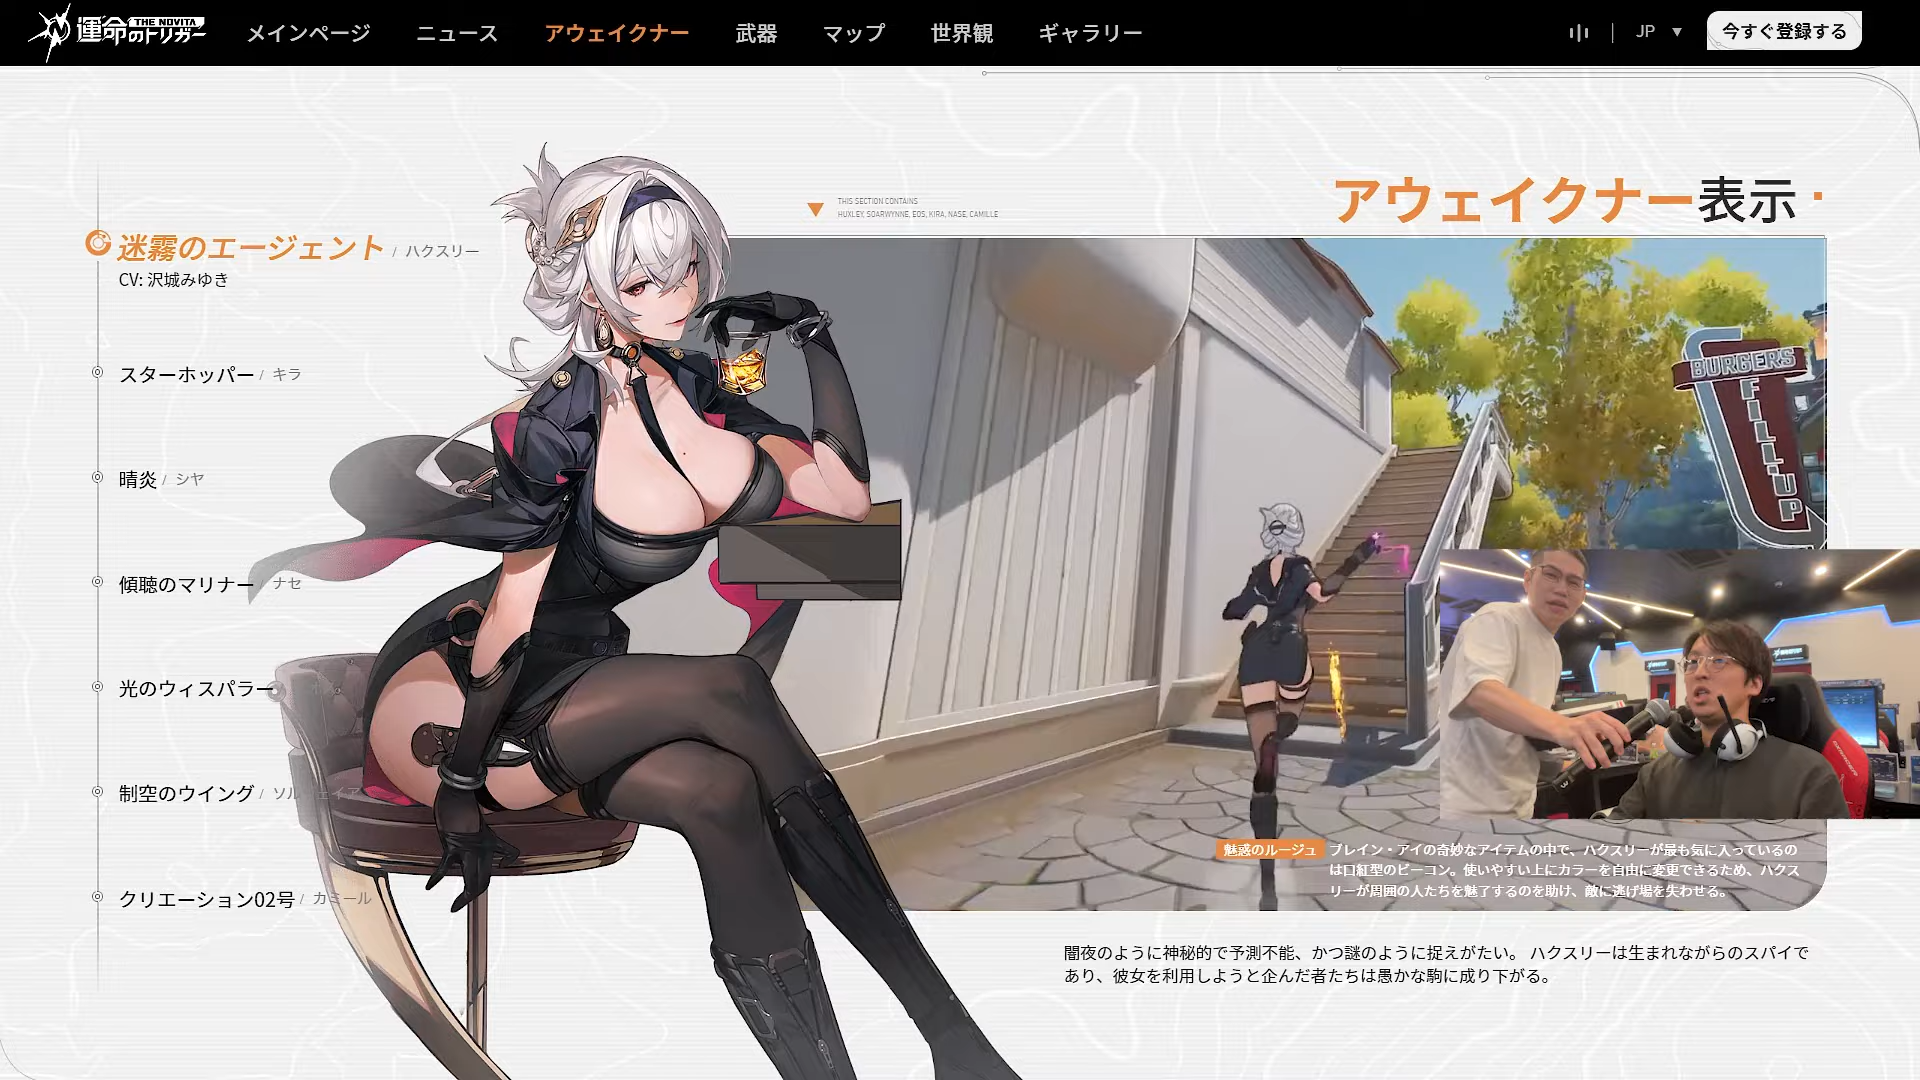 運命のトリガー THE NOVITA
メインページ
ニュース
アウェイクナー
武器
マップ
世界観
ギャラリー
JP ▼
今すぐ登録する
アウェイクナー表示
THIS SECTION CONTAINS
HUXLEY, SOARWYNNE, EOS, KIRA, NASE, CAMILLE
迷霧のエージェント / ハクスリー
CV: 沢城みゆき
スターホッパー / キラ
晴炎 / シヤ
傾聴のマリナー / ナセ
光のウィスパラー
制空のウイング / ソル
クリエーション02号 / カミール
BURGERS
FILL-UP
魅惑のルージュ
ブレイン・アイの奇妙なアイテムの中で、ハクスリーが最も気に入っているの
は口紅型のビーコン。使いやすい上にカラーを自由に変更できるため、ハクス
リーが周囲の人たちを魅了するのを助け、敵に逃げ場を失わせる。
闇夜のように神秘的で予測不能、かつ謎のように捉えがたい。 ハクスリーは生まれながらのスパイで
あり、彼女を利用しようと企んだ者たちは愚かな駒に成り下がる。